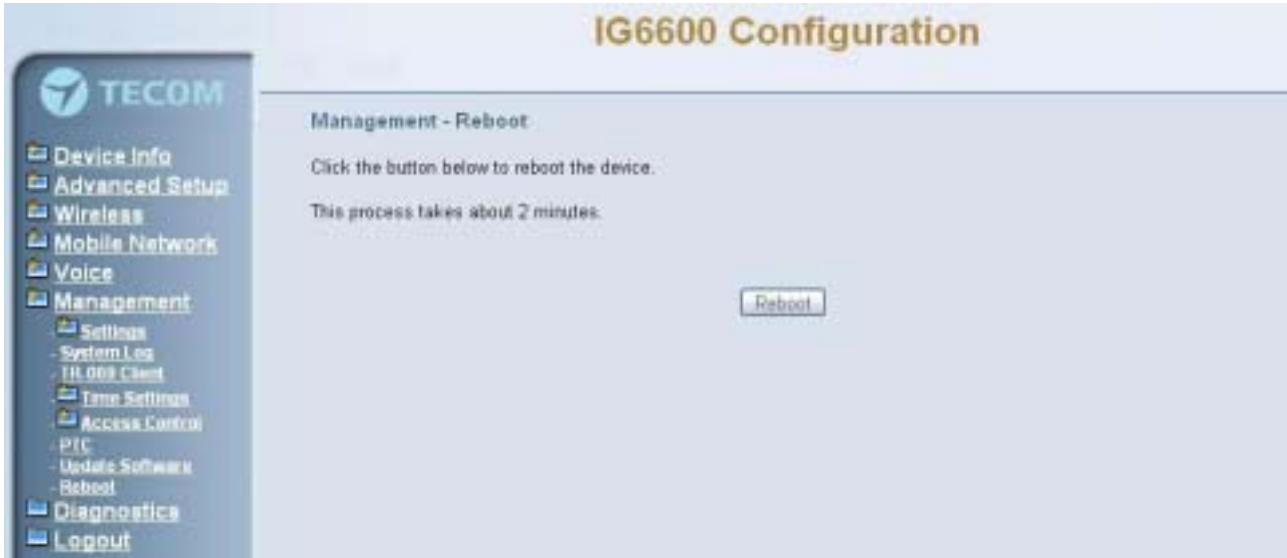 IG6600 Configuration
TECOM
Device Info
Advanced Setup
Wireless
Mobile Network
Voice
Management
Settings
- System Log
- TR-069 Client
Time Settings
Access Control
- PTC
- Update Software
- Reboot
Diagnostics
Logout
Management - Reboot
Click the button below to reboot the device.
This process takes about 2 minutes.
Reboot